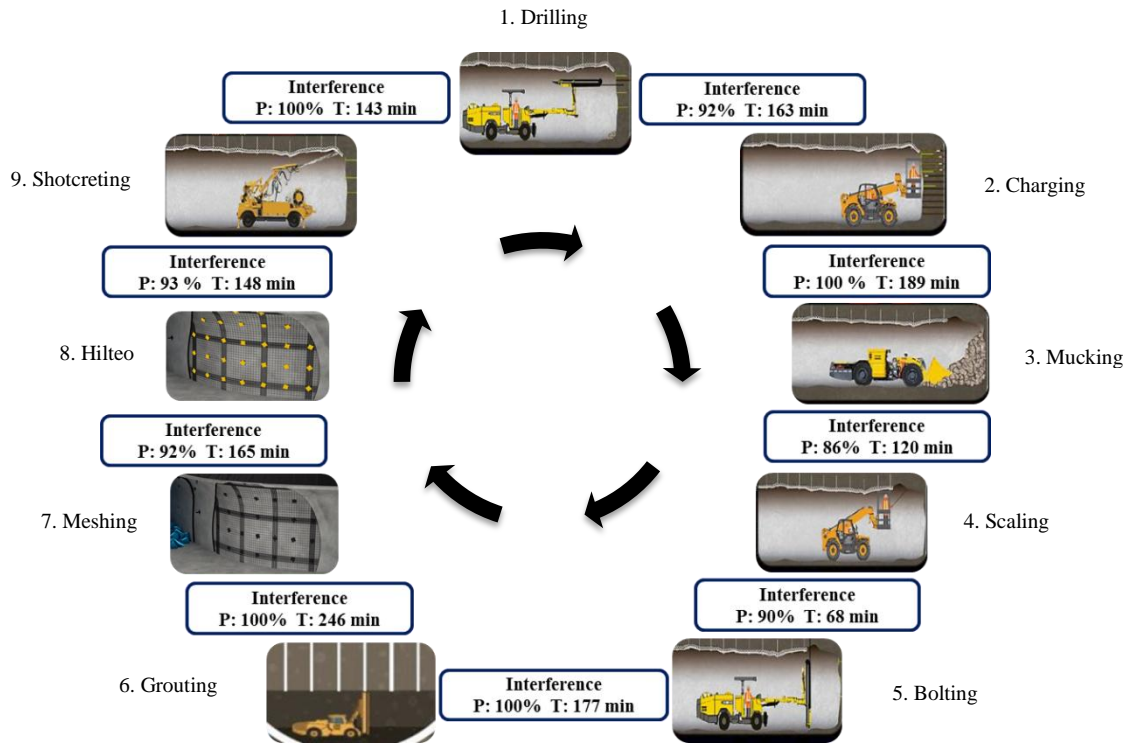 1. Drilling
Interference
P: 100% T: 143 min
Interference
P: 92% T: 163 min
9. Shotcreting
2. Charging
Interference
P: 93 % T: 148 min
Interference
P: 100 % T: 189 min
8. Hilteo
3. Mucking
Interference
P: 92% T: 165 min
Interference
P: 86% T: 120 min
7. Meshing
4. Scaling
Interference
P: 100% T: 246 min
Interference
P: 90% T: 68 min
6. Grouting
Interference
P: 100% T: 177 min
5. Bolting